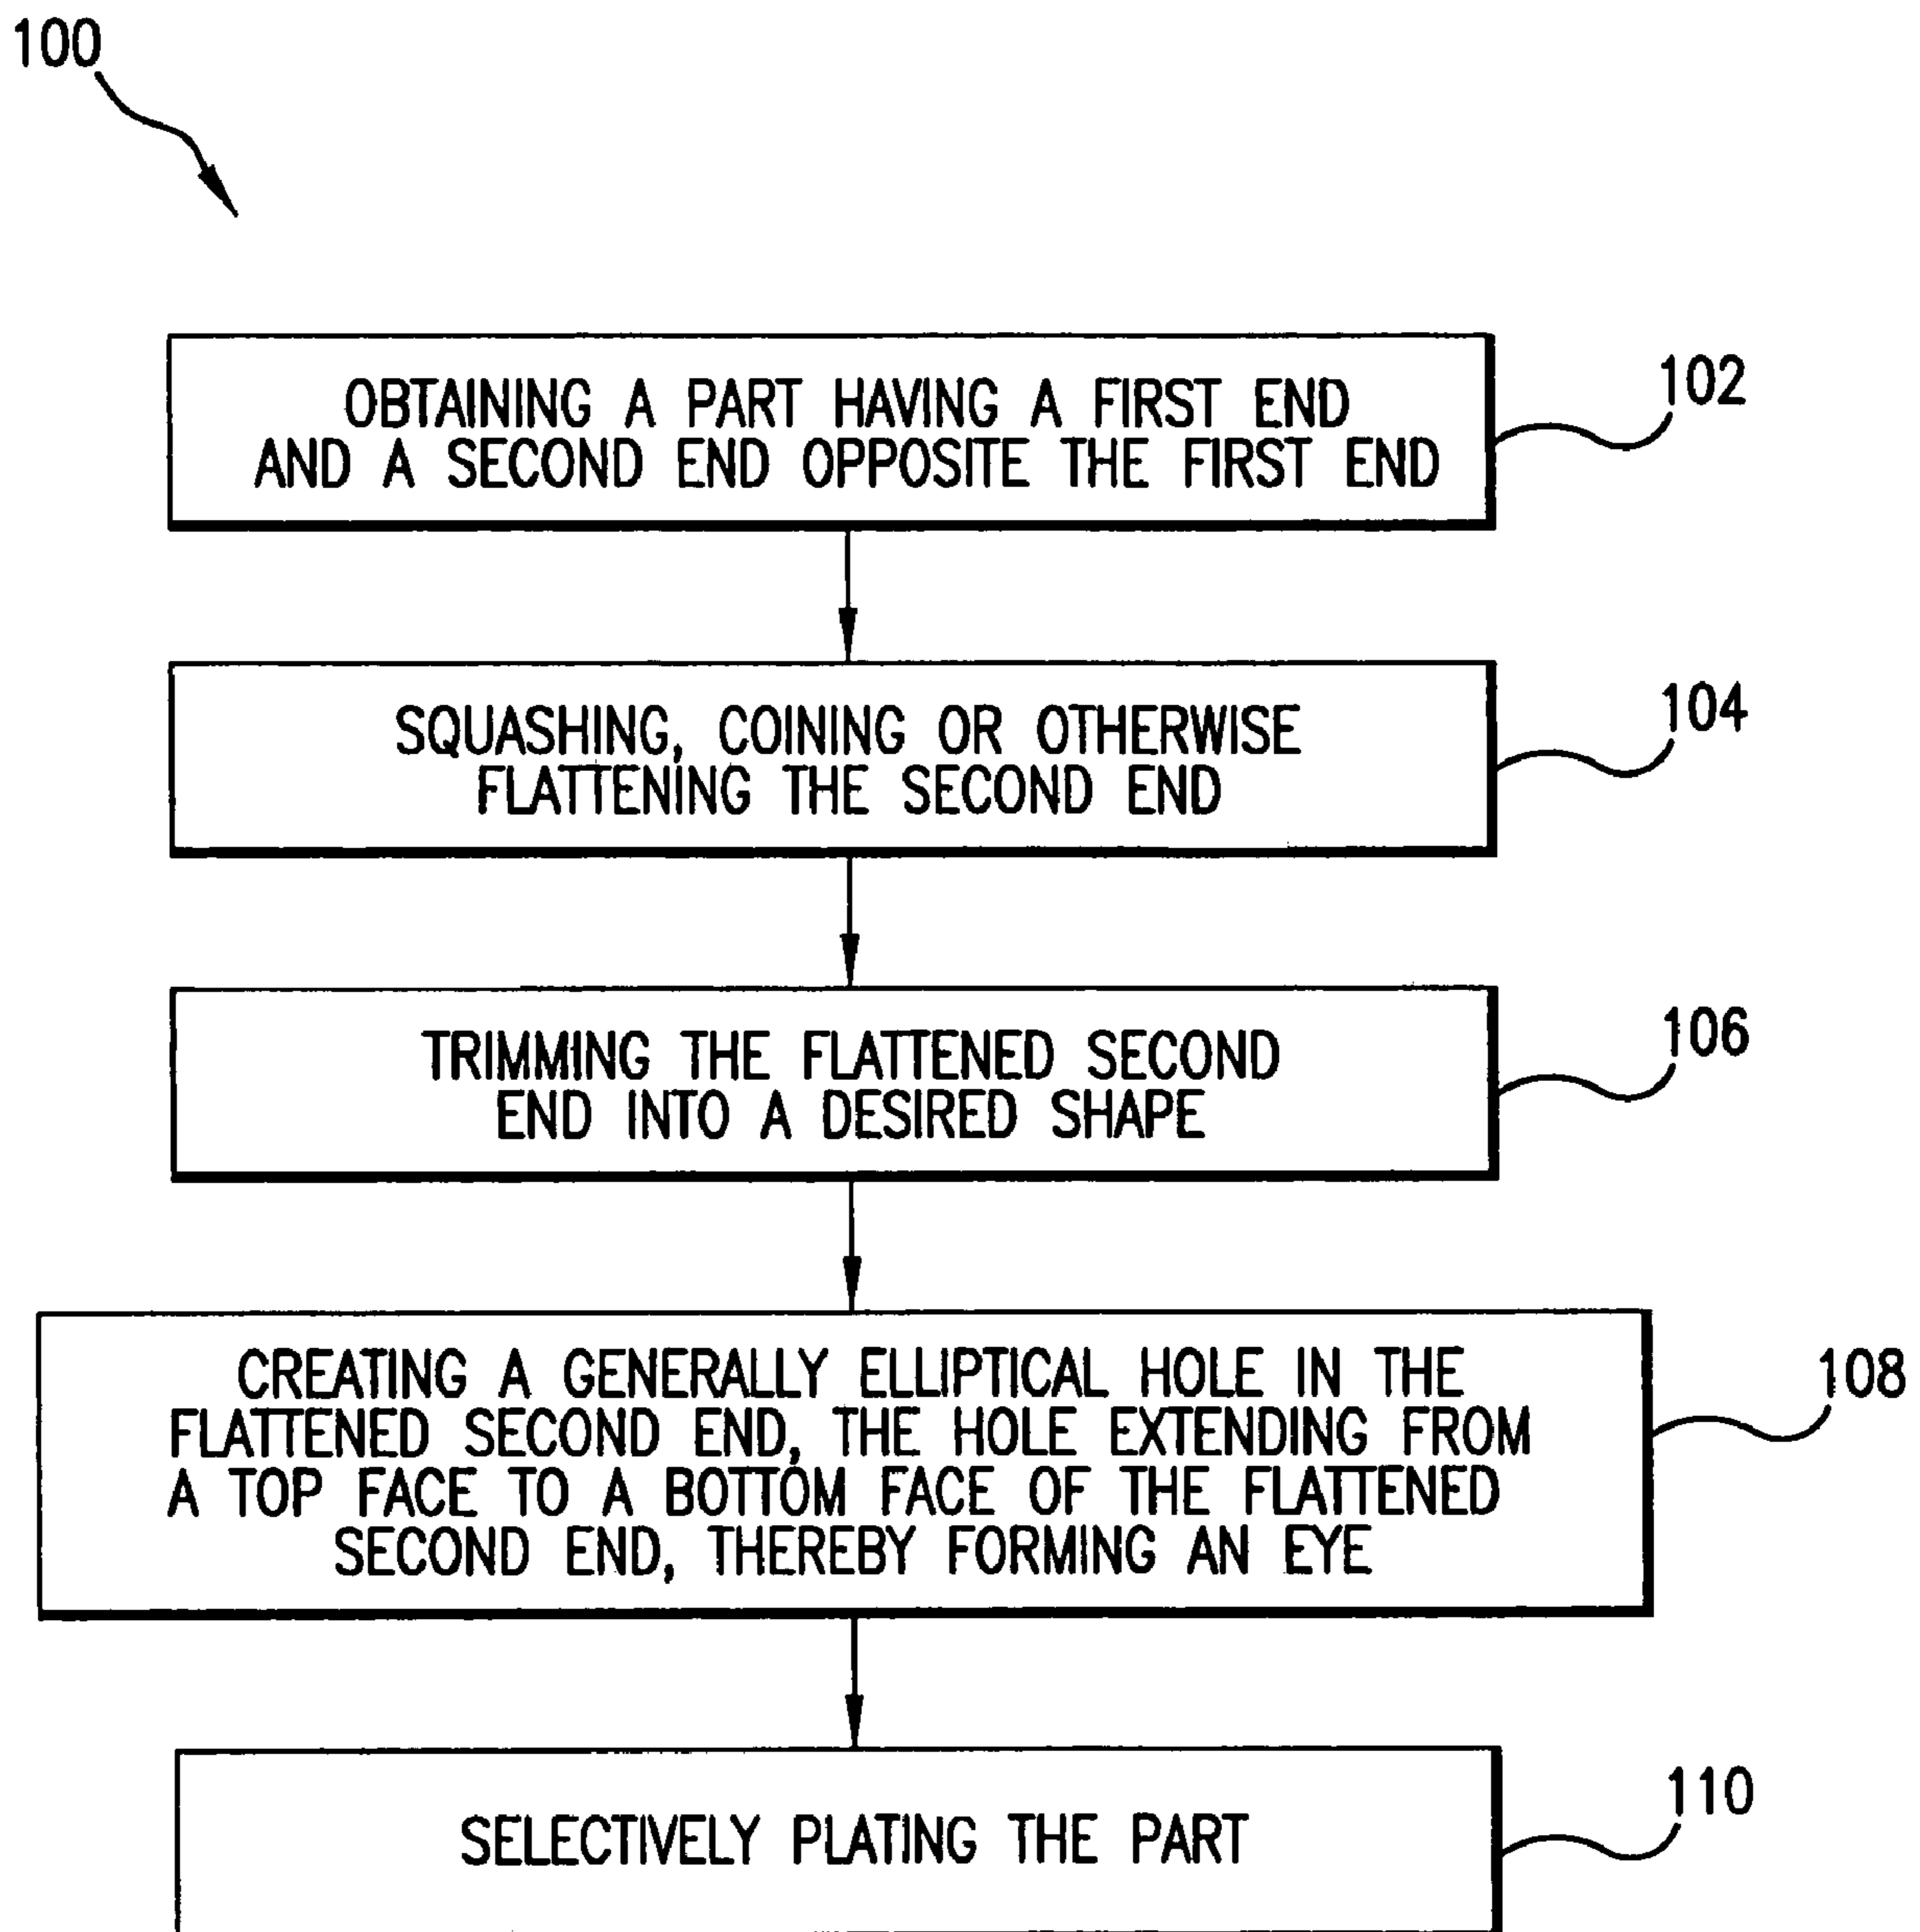 100
OBTAINING A PART HAVING A FIRST END
AND A SECOND END OPPOSITE THE FIRST END
102
SQUASHING, COINING OR OTHERWISE
FLATTENING THE SECOND END
104
TRIMMING THE FLATTENED SECOND
END INTO A DESIRED SHAPE
106
CREATING A GENERALLY ELLIPTICAL HOLE IN THE
FLATTENED SECOND END, THE HOLE EXTENDING FROM
A TOP FACE TO A BOTTOM FACE OF THE FLATTENED
SECOND END, THEREBY FORMING AN EYE
108
SELECTIVELY PLATING THE PART
110